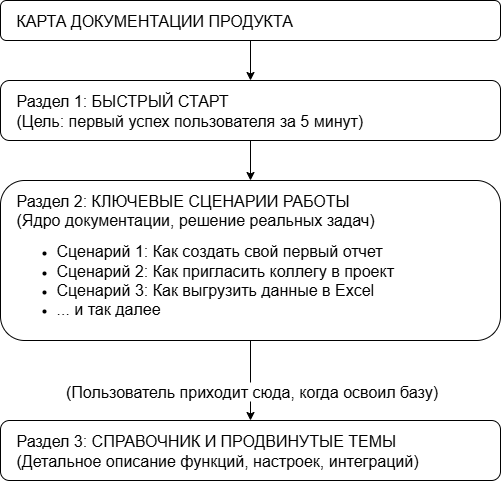 КАРТА ДОКУМЕНТАЦИИ ПРОДУКТА
Раздел 1: БЫСТРЫЙ СТАРТ
(Цель: первый успех пользователя за 5 минут)
Раздел 2: КЛЮЧЕВЫЕ СЦЕНАРИИ РАБОТЫ
(Ядро документации, решение реальных задач)
• Сценарий 1: Как создать свой первый отчет
• Сценарий 2: Как пригласить коллегу в проект
• Сценарий 3: Как выгрузить данные в Excel
• ... и так далее
(Пользователь приходит сюда, когда освоил базу)
Раздел 3: СПРАВОЧНИК И ПРОДВИНУТЫЕ ТЕМЫ
(Детальное описание функций, настроек, интеграций)